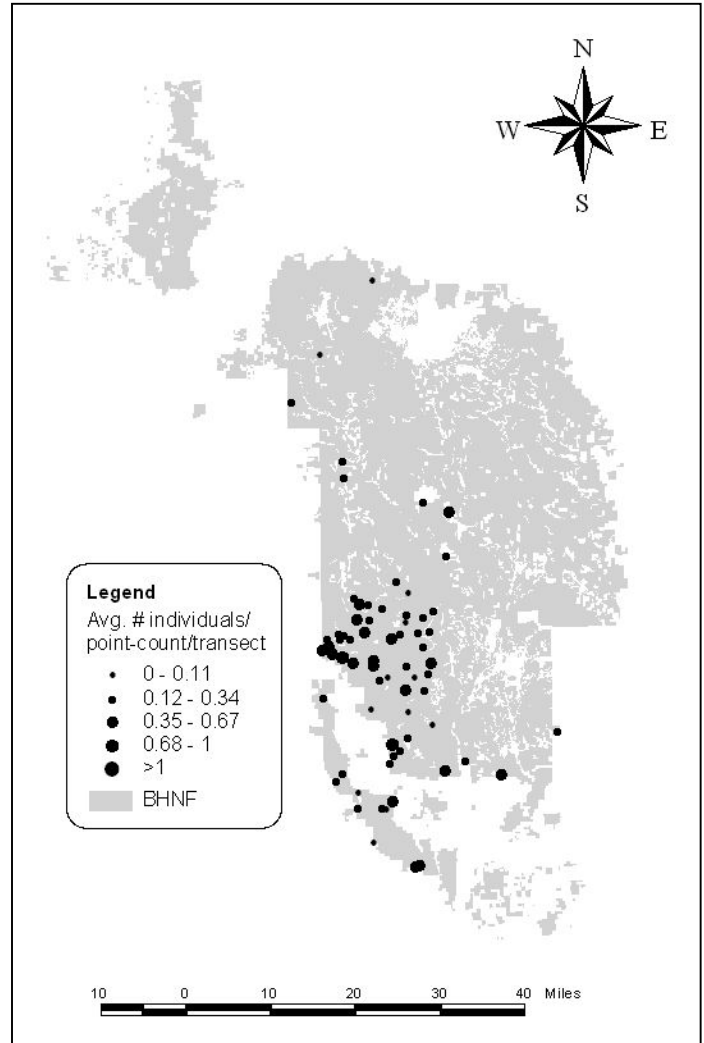 N
W E
S
Legend
Avg. # individuals/
point-count/transect
0 - 0.11
0.12 - 0.34
0.35 - 0.67
0.68 - 1
>1
BHNF
10 0 10 20 30 40 Miles